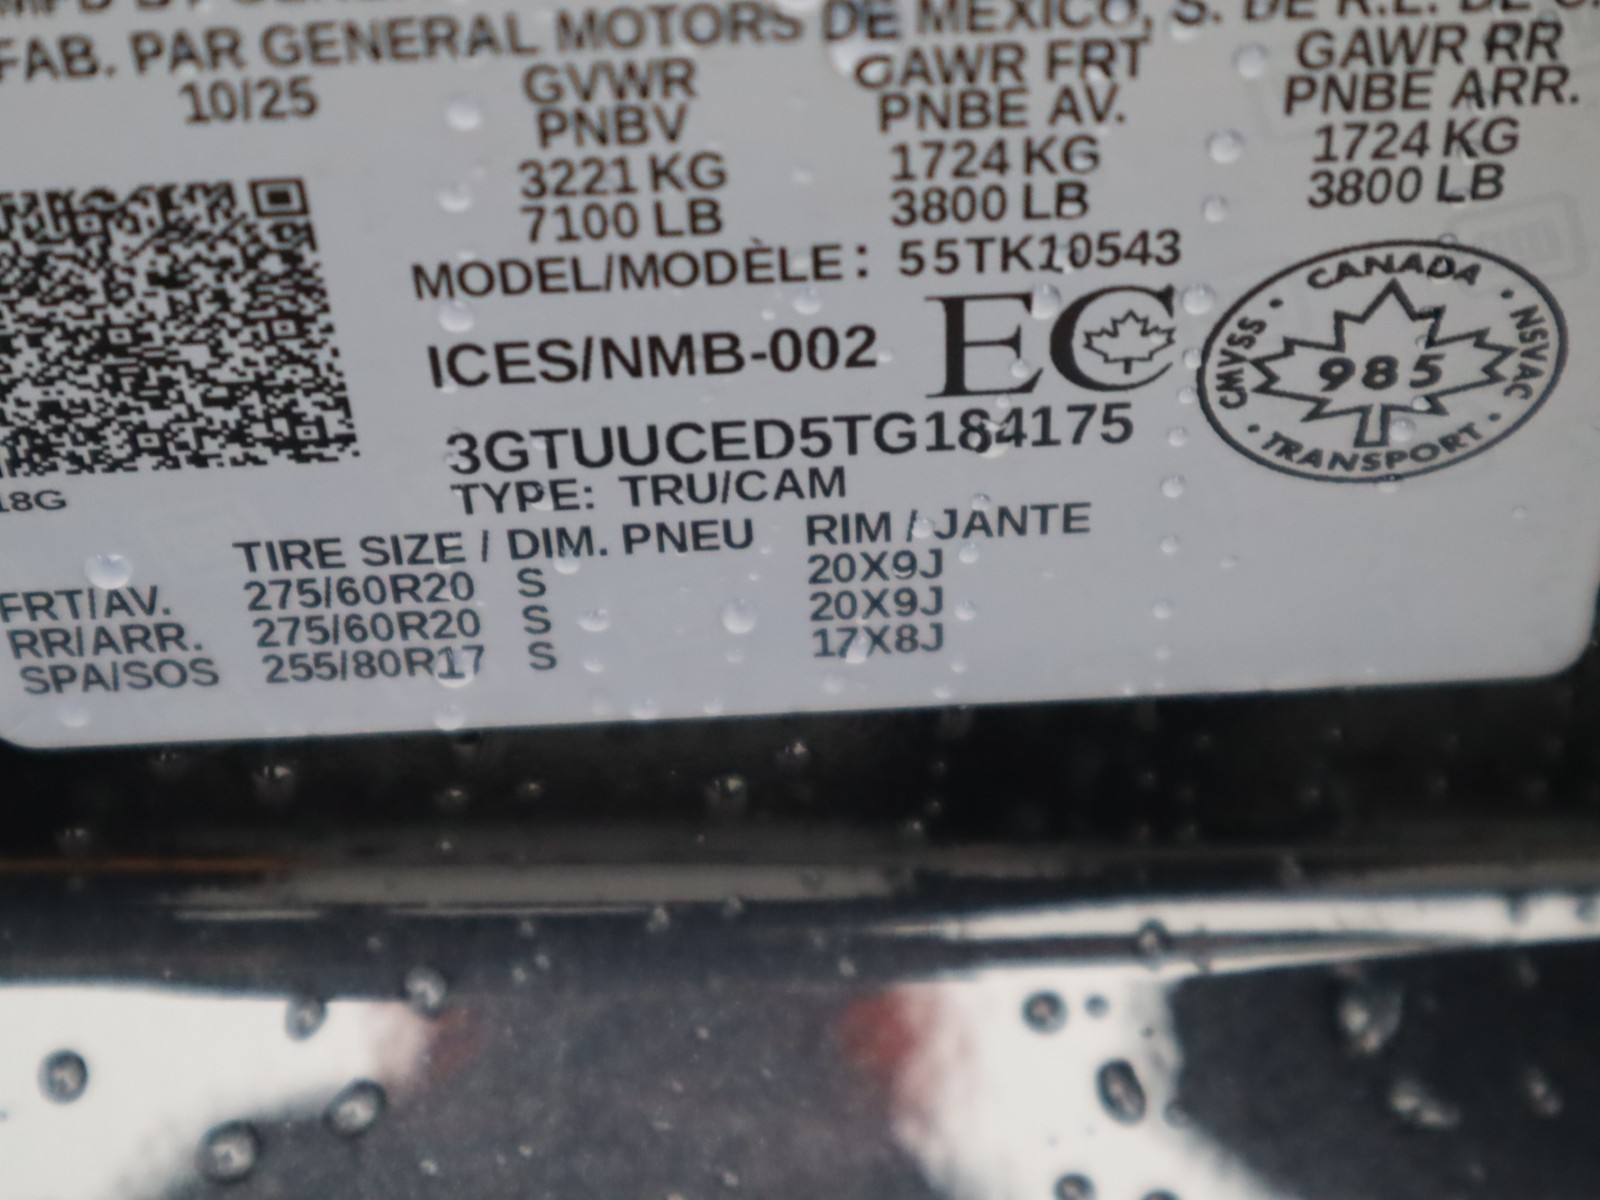 FAB. PAR GENERAL MOTORS DE MEXICO, S. DE R.L. DE C.
10/25
GVWR
PNBV
3221 KG
7100 LB
GAWR FRT
PNBE AV.
1724 KG
3800 LB
GAWR RR
PNBE ARR.
1724 KG
3800 LB
MODEL/MODÈLE: 55TK10543
ICES/NMB-002 EC
CANADA
CMVSS
985
NSVAC
TRANSPORT
3GTUUCED5TG184175
TYPE: TRU/CAM
18G
TIRE SIZE / DIM. PNEU RIM / JANTE
FRT/AV. 275/60R20 S 20X9J
RR/ARR. 275/60R20 S 20X9J
SPA/SOS 255/80R17 S 17X8J